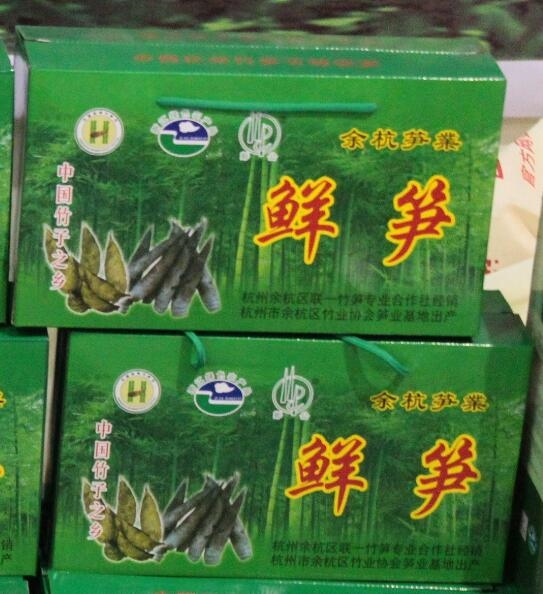 余杭笋業
鲜笋
中国竹子之乡
杭州余杭区联一竹笋专业合作社经销
杭州市余杭区竹业协会笋业基地出产
余杭笋業
鲜笋
中国竹子之乡
杭州余杭区联一竹笋专业合作社经销
杭州市余杭区竹业协会笋业基地出产